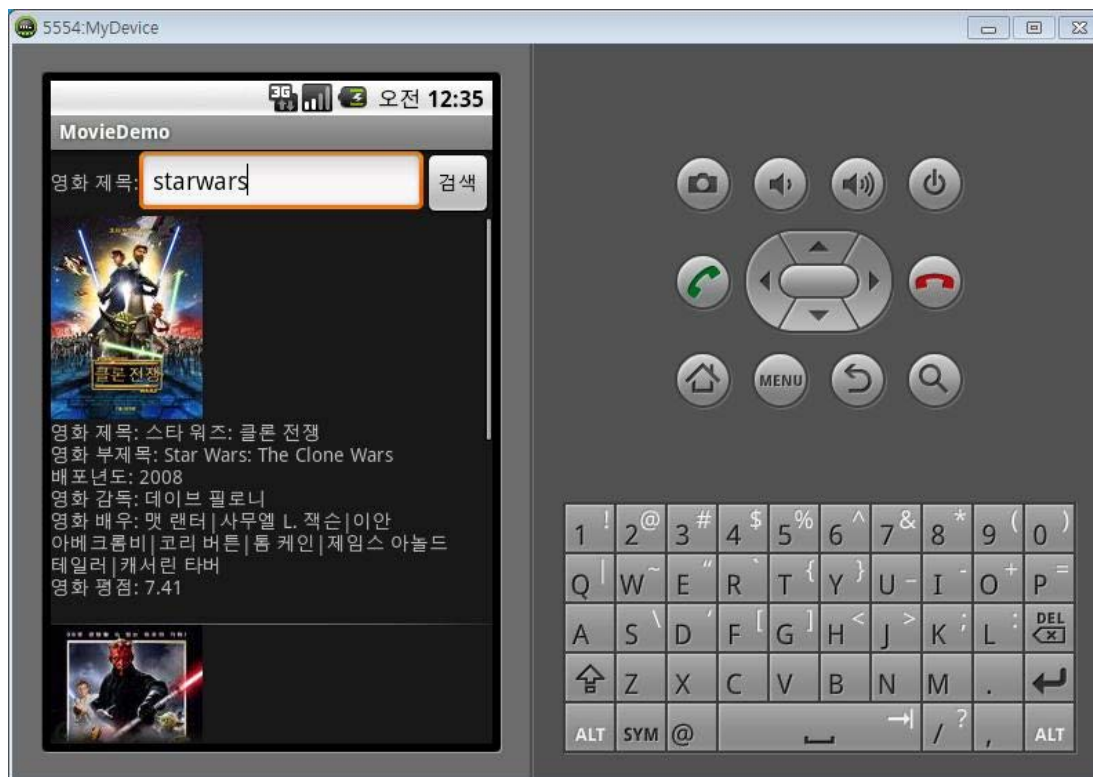 5554:MyDevice
3G 오전 12:35
MovieDemo
영화 제목: starwars 검색
클론 전쟁
영화 제목: 스타 워즈: 클론 전쟁
영화 부제목: Star Wars: The Clone Wars
배포년도: 2008
영화 감독: 데이브 필로니
영화 배우: 맷 랜터|사무엘 L. 잭슨|이안
아베크롬비|코리 버튼|톰 케인|제임스 아놀드
테일러|캐서린 타버
영화 평점: 7.41
MENU
1 ! 2 @ 3 # 4 $ 5 % 6 ^ 7 & 8 * 9 ( 0 )
Q | W ~ E " R ` T { Y } U _ I - O + P =
A S \ D ' F [ G ] H < J > K ; L : DEL
Z X C V B N M .
ALT SYM @ / ? , ALT